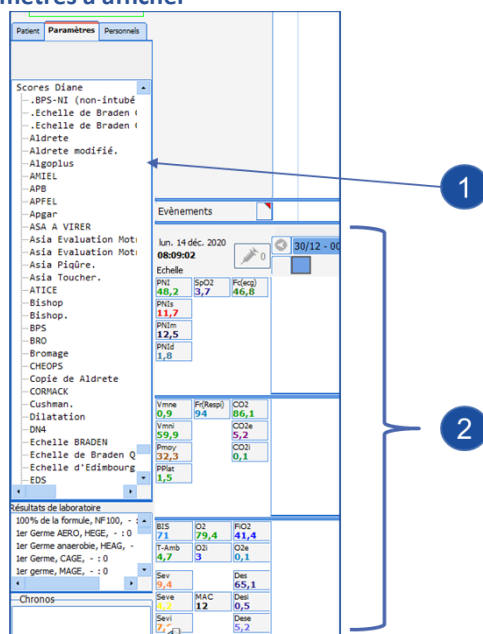 mètres à afficher
Patient Paramètres Personnels
Scores Diane
.BPS-NI (non-intubé
.Echelle de Braden
.Echelle de Braden
Aldrete
Aldrete modifié.
Algoplus
AMIEL
APB
APFEL
Apgar
ASA A VIRER
Asia Evaluation Mot
Asia Evaluation Mot
Asia Piqûre.
Asia Toucher.
ATICE
Bishop
Bishop.
BPS
BRO
Bromage
CHEOPS
Copie de Aldrete
CORMACK
Cushman.
Dilatation
DN4
Echelle BRADEN
Echelle de Braden Q
Echelle d'Edimbourg
EDS
Résultats de laboratoire
100% de la formule, NF100, - :
1er Germe AERO, HEGE, - : 0
1er Germe anaerobie, HEAG, -
1er Germe, CAGE, - : 0
1er germe, MAGE, - : 0
Chronos
Evènements
lun. 14 déc. 2020
08:09:02
0
30/12 - 00
Echelle
PNI SpO2 Fc(ecg)
48,2 3,7 46,8
PNIs
11,7
PNIm
12,5
PNId
1,8
Vmne Fr(Respi) CO2
0,9 94 86,1
Vmni CO2e
59,9 5,2
Pmoy CO2i
32,3 0,1
PPlat
1,5
BIS O2 FiO2
71 79,4 41,4
T-Amb O2i O2e
4,7 3 0,1
Sev Des
9,4 65,1
Seve MAC Desi
4,2 12 0,5
Sevi Dese
5,2
1
2